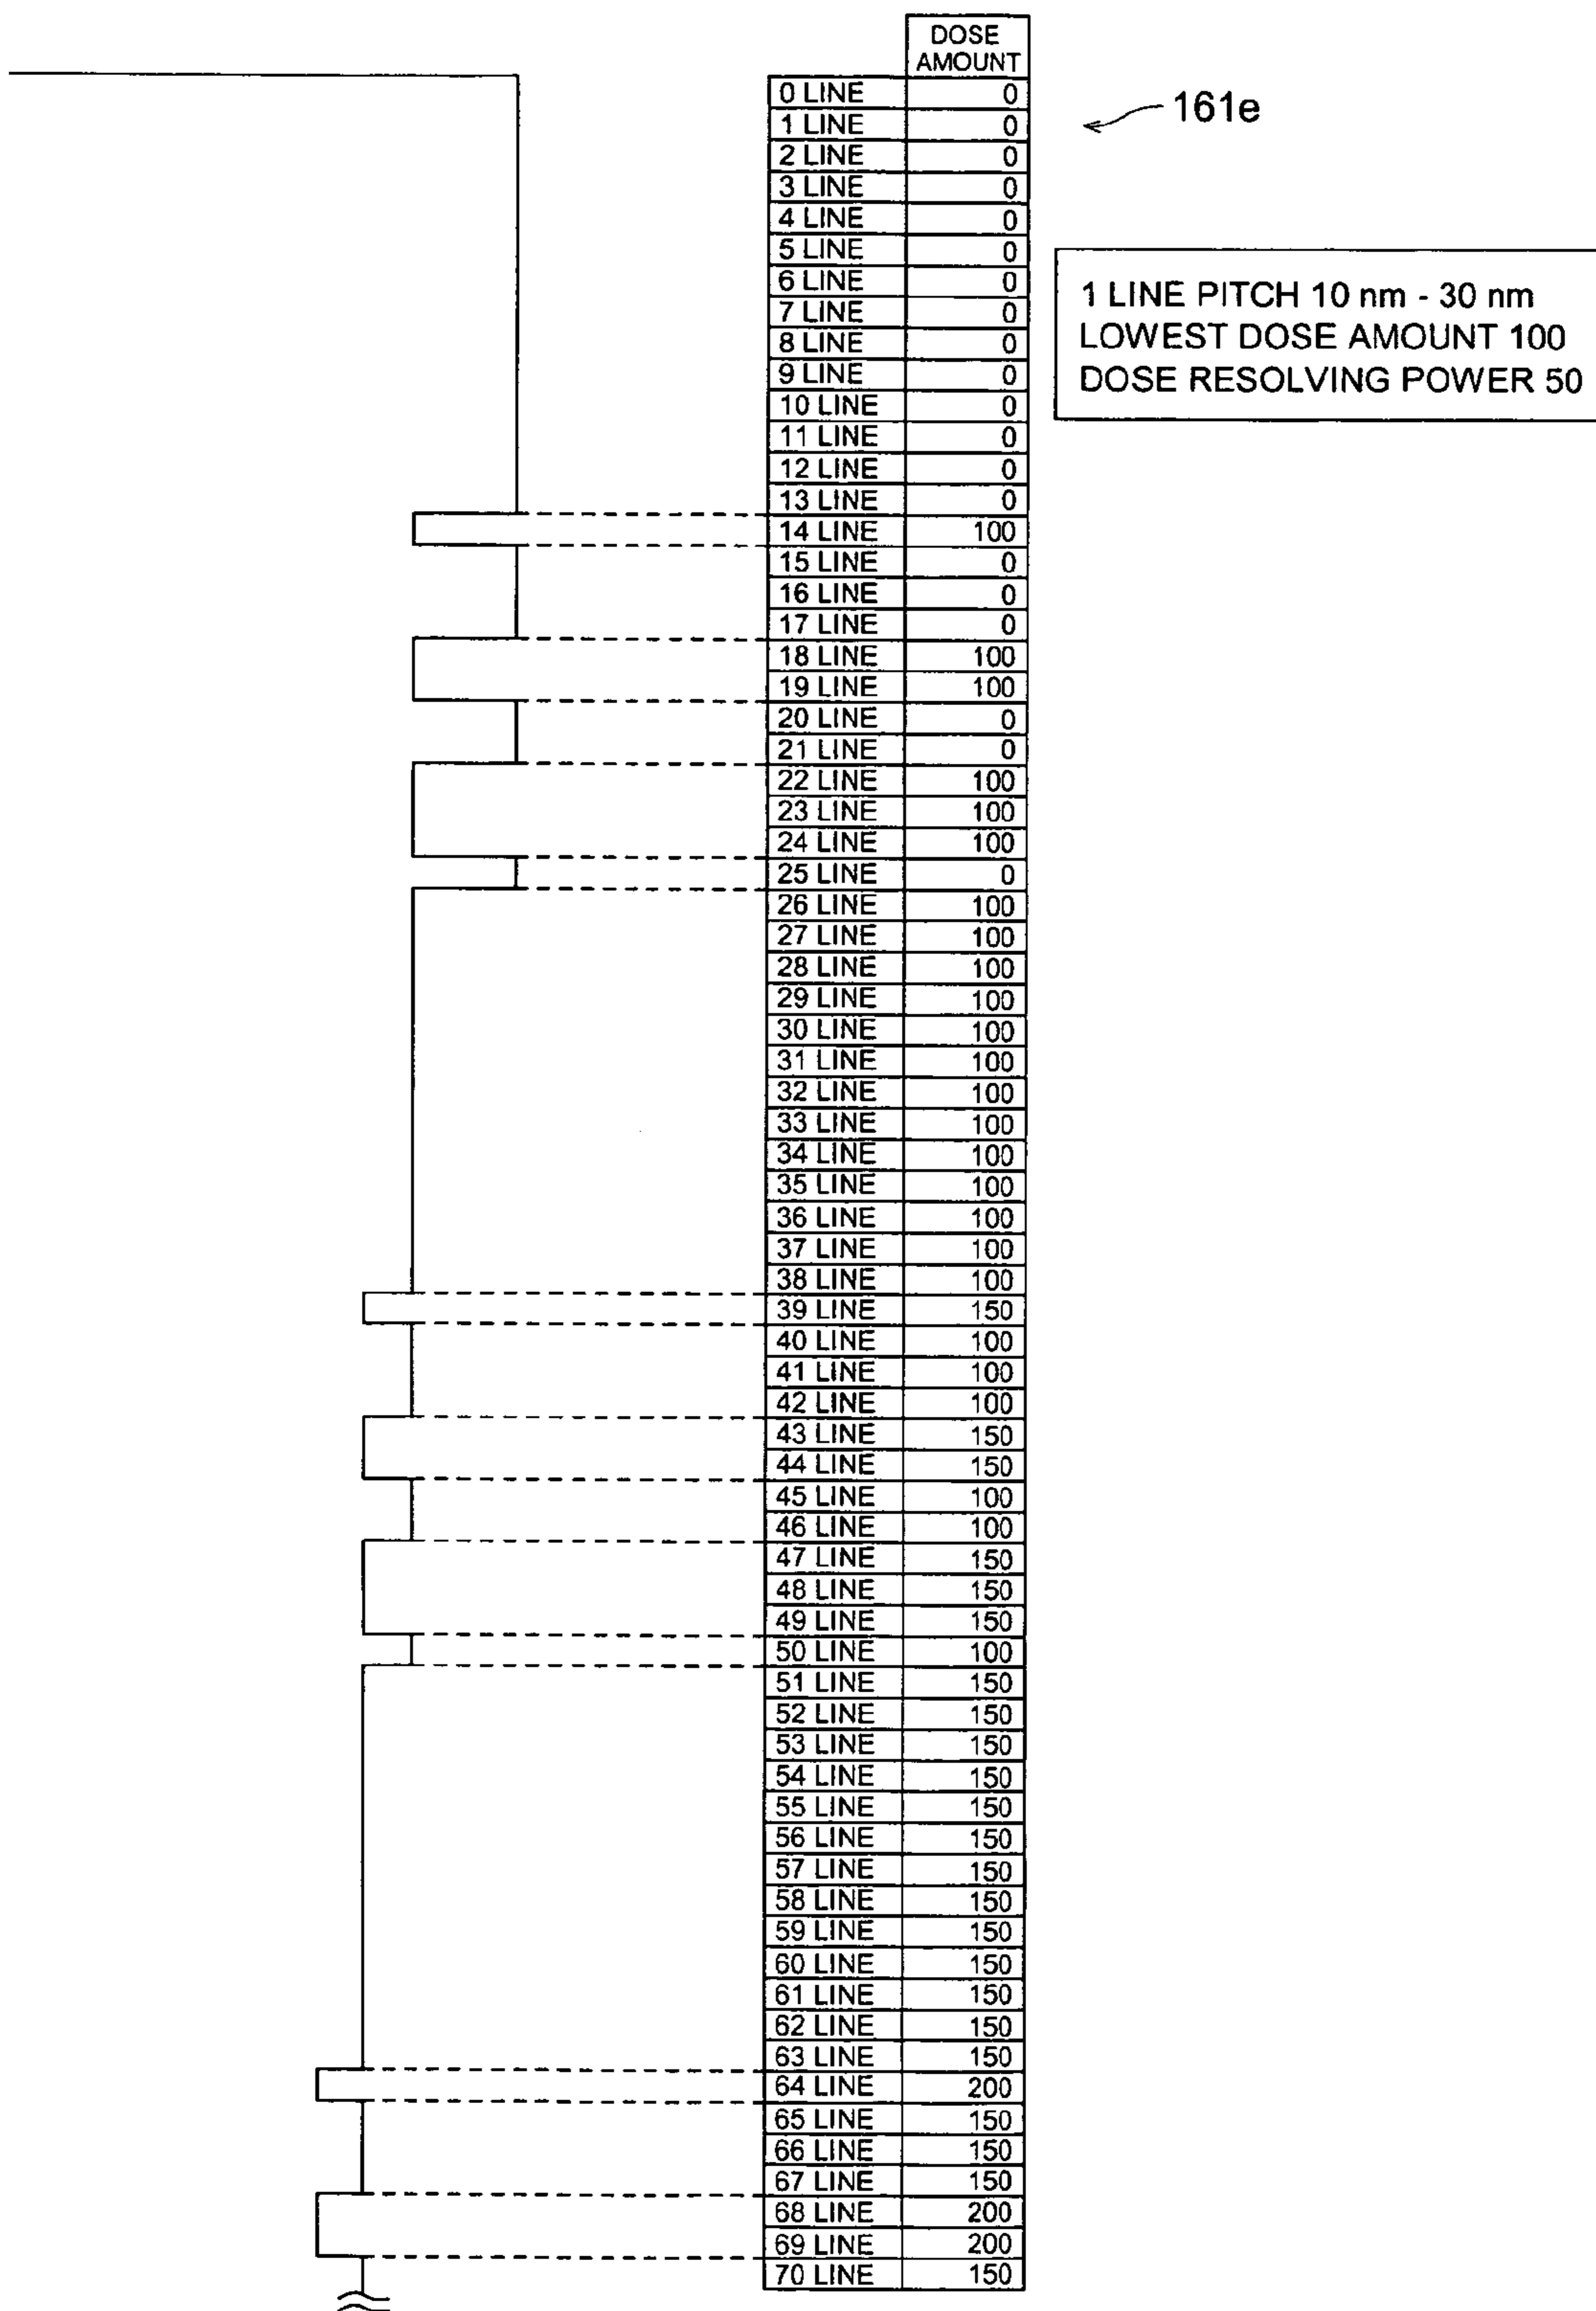 DOSE
AMOUNT
0 LINE 0
1 LINE 0
2 LINE 0
3 LINE 0
4 LINE 0
5 LINE 0
6 LINE 0
7 LINE 0
8 LINE 0
9 LINE 0
10 LINE 0
11 LINE 0
12 LINE 0
13 LINE 0
14 LINE 100
15 LINE 0
16 LINE 0
17 LINE 0
18 LINE 100
19 LINE 100
20 LINE 0
21 LINE 0
22 LINE 100
23 LINE 100
24 LINE 100
25 LINE 0
26 LINE 100
27 LINE 100
28 LINE 100
29 LINE 100
30 LINE 100
31 LINE 100
32 LINE 100
33 LINE 100
34 LINE 100
35 LINE 100
36 LINE 100
37 LINE 100
38 LINE 100
39 LINE 150
40 LINE 100
41 LINE 100
42 LINE 100
43 LINE 150
44 LINE 150
45 LINE 100
46 LINE 100
47 LINE 150
48 LINE 150
49 LINE 150
50 LINE 100
51 LINE 150
52 LINE 150
53 LINE 150
54 LINE 150
55 LINE 150
56 LINE 150
57 LINE 150
58 LINE 150
59 LINE 150
60 LINE 150
61 LINE 150
62 LINE 150
63 LINE 150
64 LINE 200
65 LINE 150
66 LINE 150
67 LINE 150
68 LINE 200
69 LINE 200
70 LINE 150
161e
1 LINE PITCH 10 nm - 30 nm
LOWEST DOSE AMOUNT 100
DOSE RESOLVING POWER 50